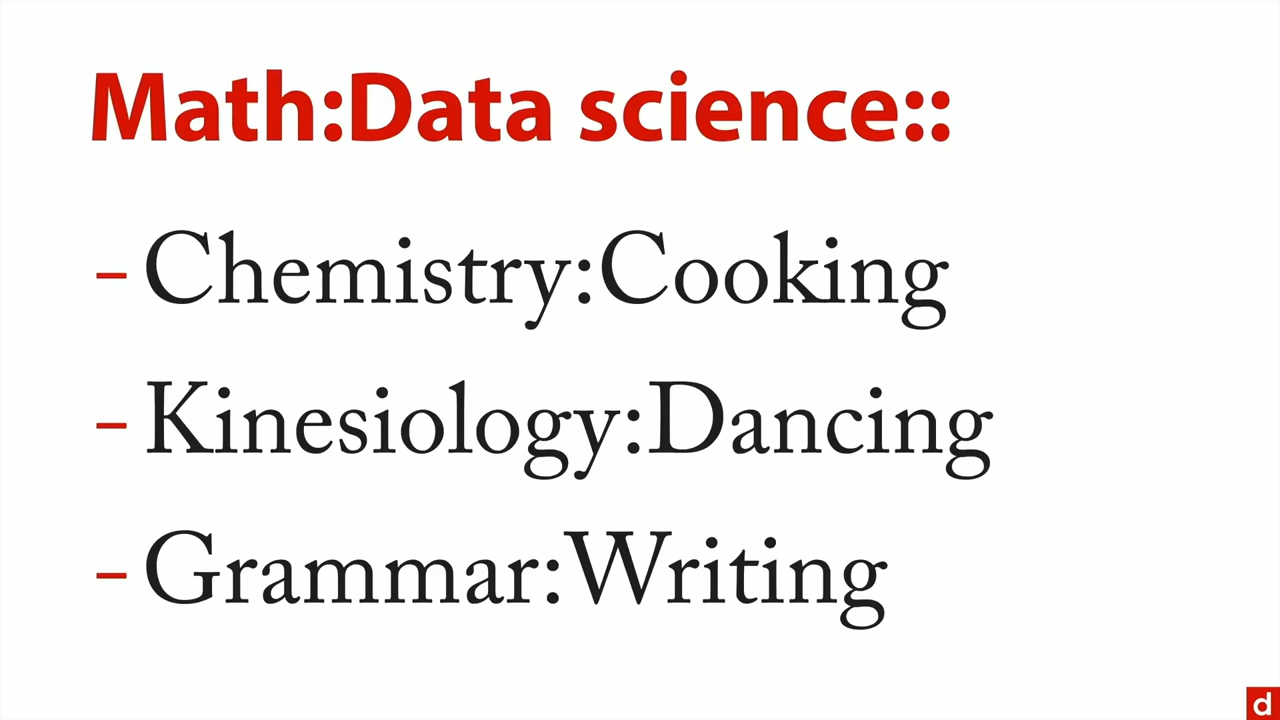 Math:Data science::
- Chemistry:Cooking
- Kinesiology:Dancing
- Grammar:Writing
d